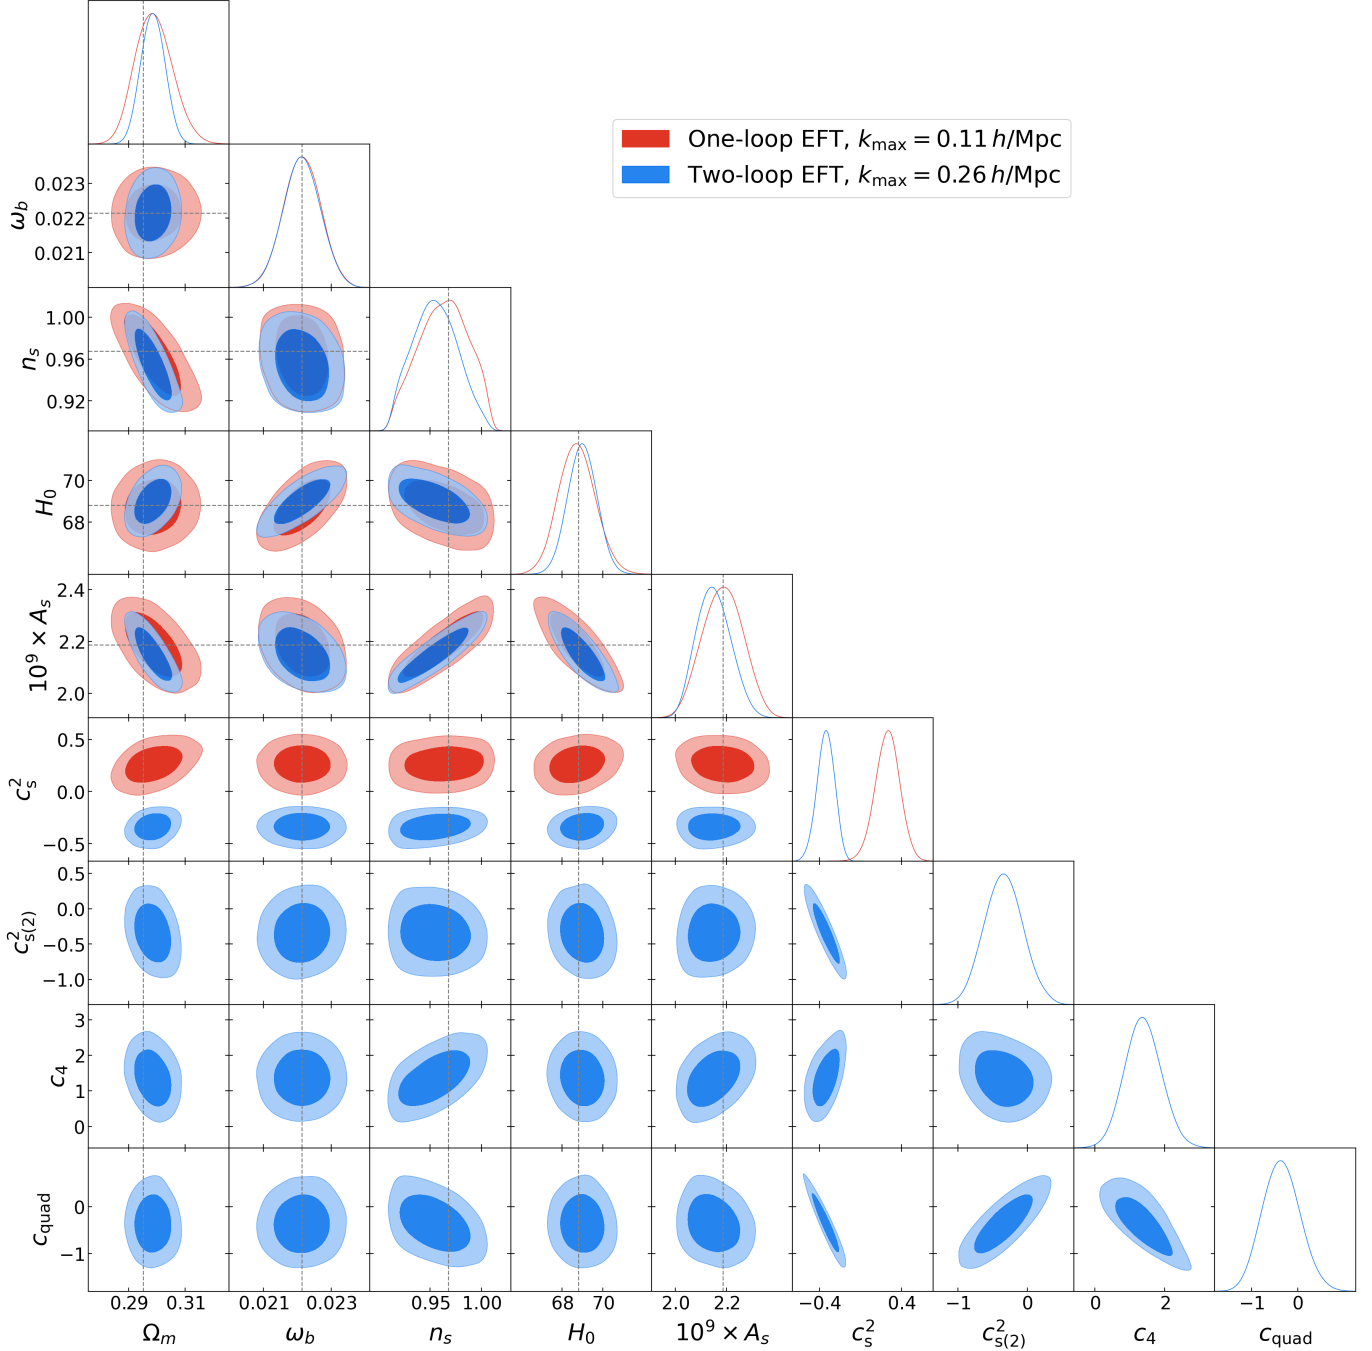 One-loop EFT, k_max = 0.11 h/Mpc
Two-loop EFT, k_max = 0.26 h/Mpc
ω_b
0.023
0.022
0.021
n_s
1.00
0.96
0.92
H_0
70
68
10^9 × A_s
2.4
2.2
2.0
c_s^2
0.5
0.0
−0.5
c_{s(2)}^2
0.5
0.0
−0.5
−1.0
c_4
3
2
1
0
c_quad
0
−1
0.29 0.31 0.021 0.023 0.95 1.00 68 70 2.0 2.2 −0.4 0.4 −1 0 0 2 −1 0
Ω_m ω_b n_s H_0 10^9 × A_s c_s^2 c_{s(2)}^2 c_4 c_quad